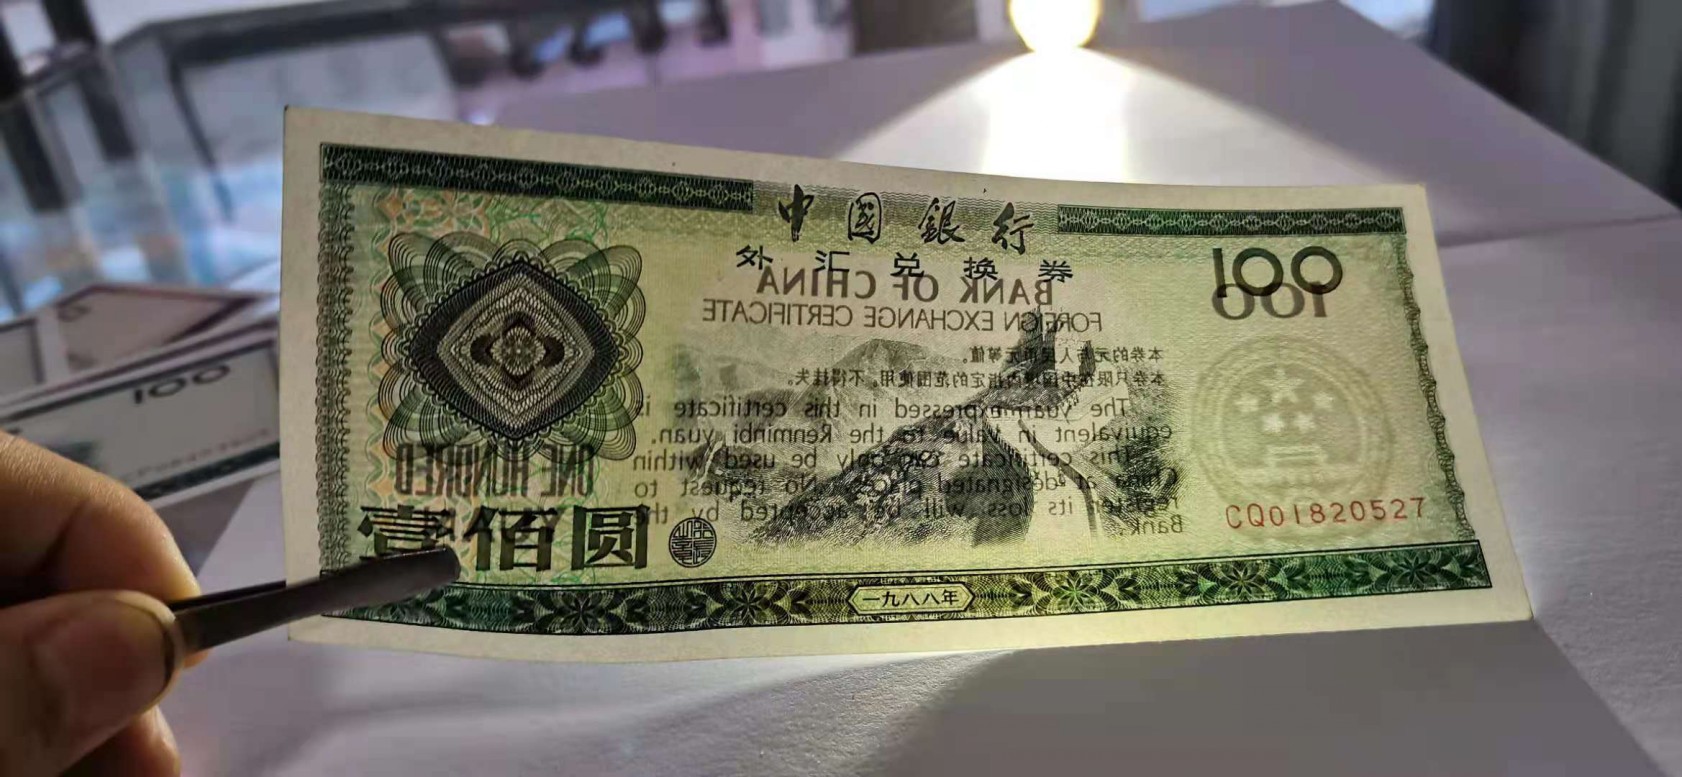 中國銀行
外汇兑换券
100
BANK OF CHINA
100
FOREIGN EXCHANGE CERTIFICATE
本券的元与人民币元等值。
本券只限在中国境内指定的范围使用。不得挂失。
The yuan expressed in this certificate is
equivalent in value to the Renminbi yuan.
This certificate can only be used within
China at designated places. No request to
register its loss will be accepted by the
Bank.
ONE HUNDRED
CQ01820527
壹佰圆
一九八八年
100